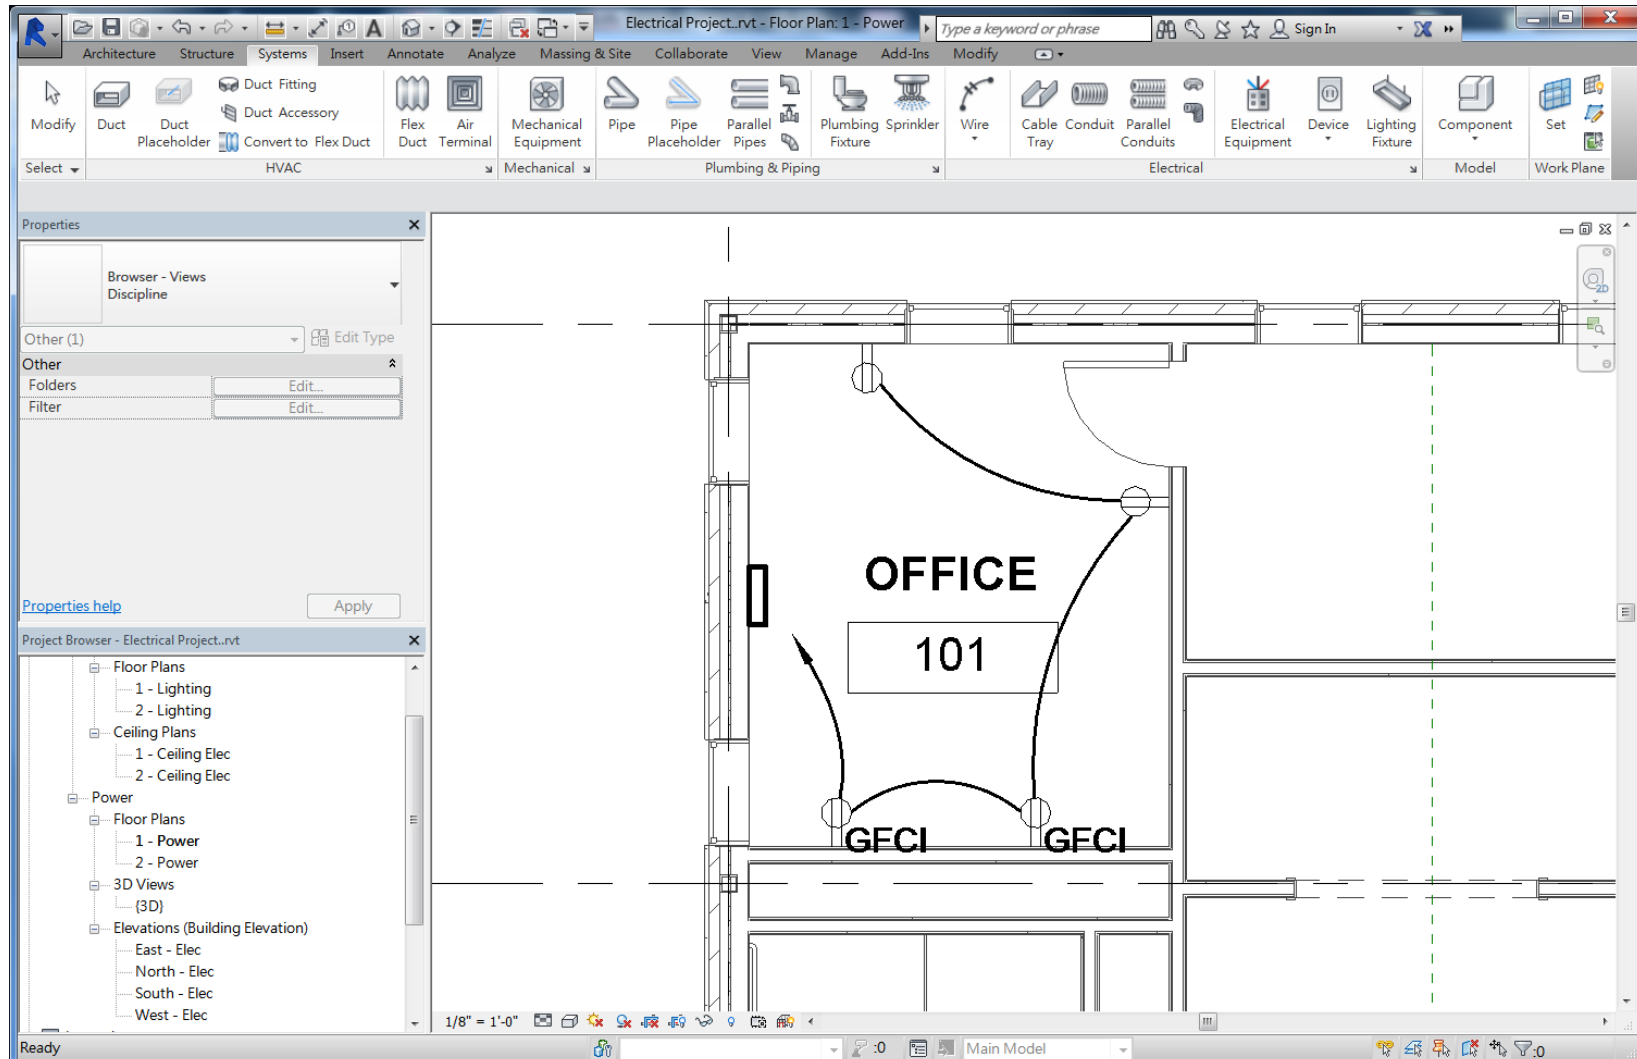 Electrical Project..rvt - Floor Plan: 1 - Power
Type a keyword or phrase
Sign In
Architecture Structure Systems Insert Annotate Analyze Massing & Site Collaborate View Manage Add-Ins Modify
Modify
Duct
Duct Placeholder
Duct Fitting
Duct Accessory
Convert to Flex Duct
Flex Duct
Air Terminal
Mechanical Equipment
Pipe
Pipe Placeholder
Parallel Pipes
Plumbing Fixture
Sprinkler
Wire
Cable Tray
Conduit
Parallel Conduits
Electrical Equipment
Device
Lighting Fixture
Component
Set
Select HVAC Mechanical Plumbing & Piping Electrical Model Work Plane
Properties
Browser - Views
Discipline
Other (1)
Edit Type
Other
Folders Edit...
Filter Edit...
Properties help
Apply
Project Browser - Electrical Project..rvt
Floor Plans
1 - Lighting
2 - Lighting
Ceiling Plans
1 - Ceiling Elec
2 - Ceiling Elec
Power
Floor Plans
1 - Power
2 - Power
3D Views
{3D}
Elevations (Building Elevation)
East - Elec
North - Elec
South - Elec
West - Elec
2D
OFFICE
101
GFCI
GFCI
1/8" = 1'-0"
Ready
:0
Main Model
:0